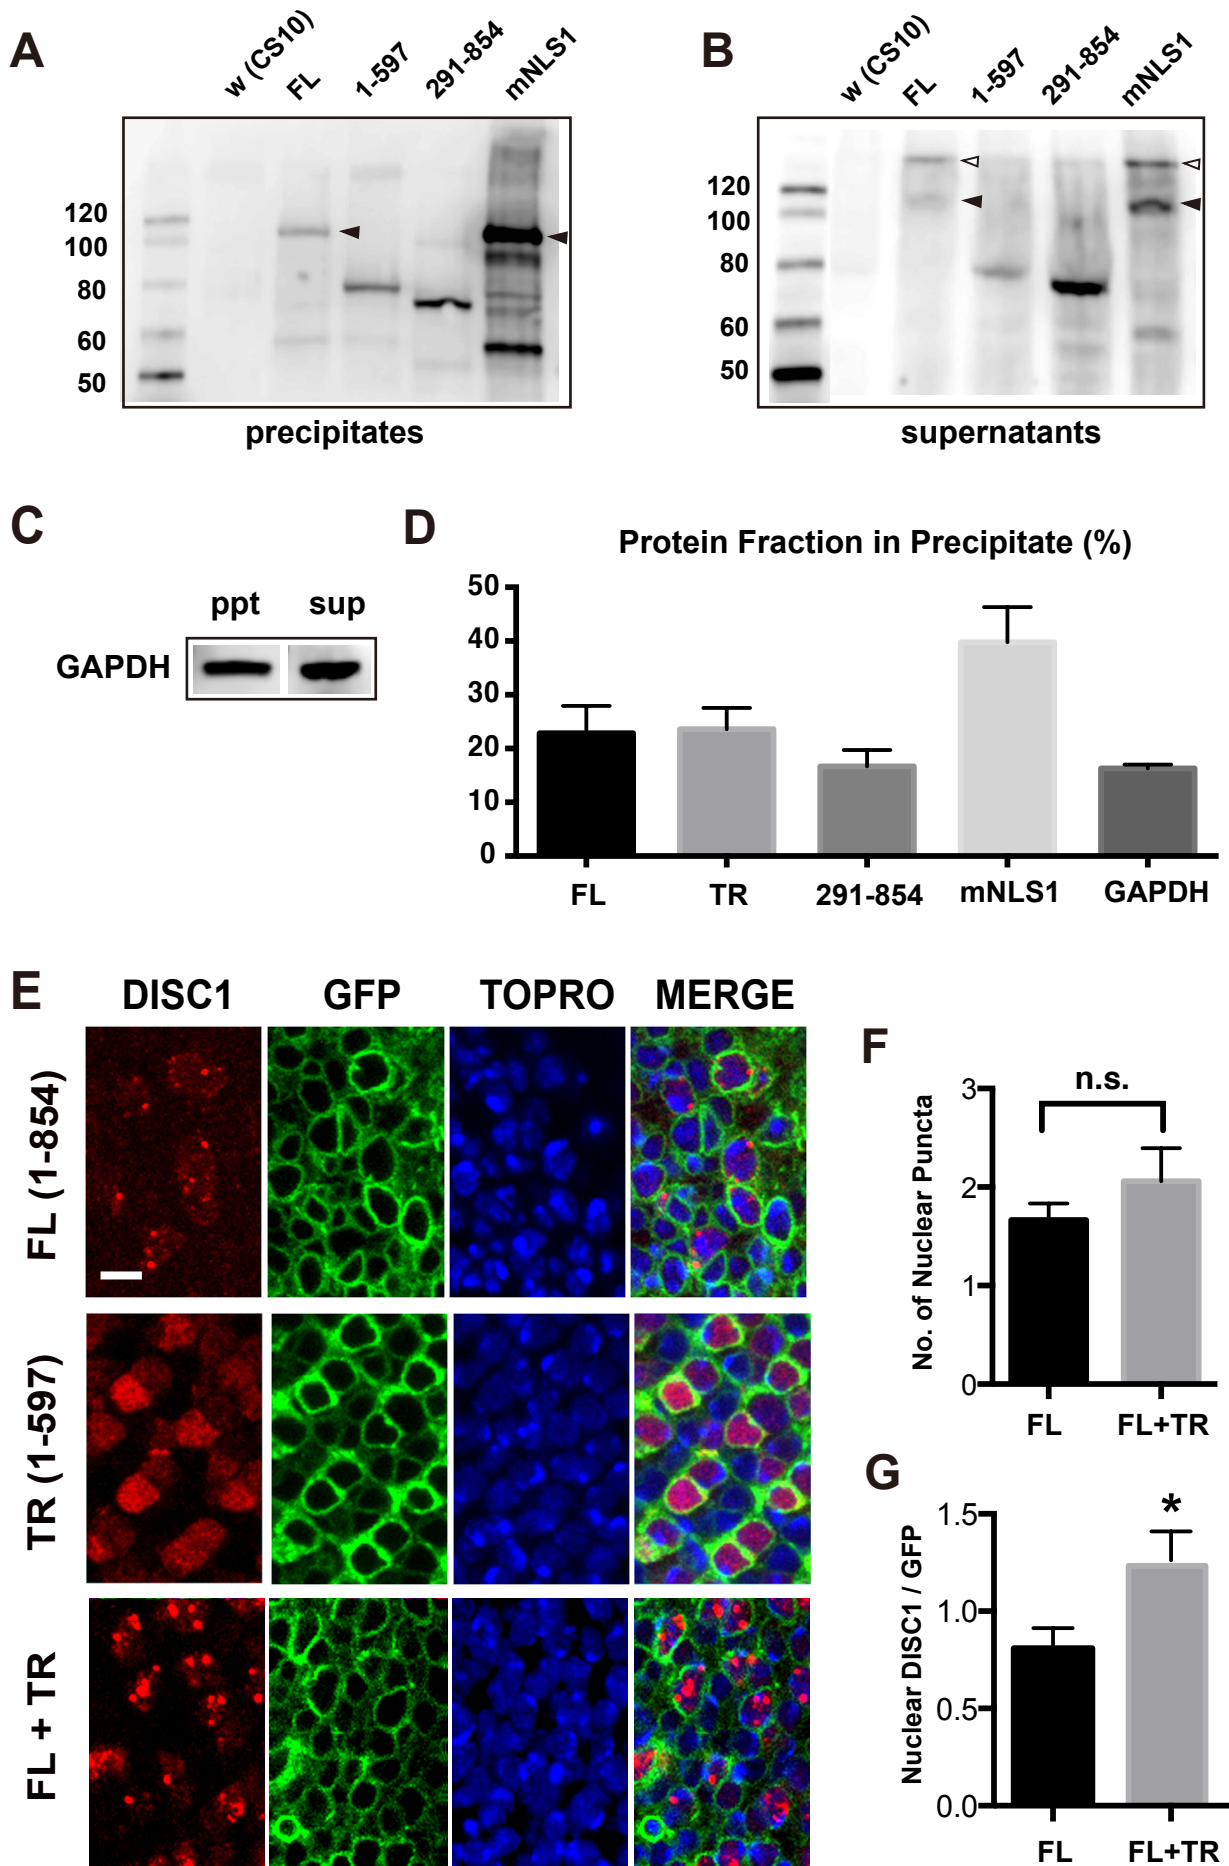 A
w (CS10)
FL
1-597
291-854
mNLS1
120
100
80
60
50
precipitates
B
w (CS10)
FL
1-597
291-854
mNLS1
120
100
80
60
50
supernatants
C
ppt sup
GAPDH
D
Protein Fraction in Precipitate (%)
50
40
30
20
10
0
FL TR 291-854 mNLS1 GAPDH
E
DISC1 GFP TOPRO MERGE
FL (1-854)
TR (1-597)
FL + TR
F
n.s.
No. of Nuclear Puncta
3
2
1
0
FL FL+TR
G
*
Nuclear DISC1 / GFP
1.5
1.0
0.5
0.0
FL FL+TR